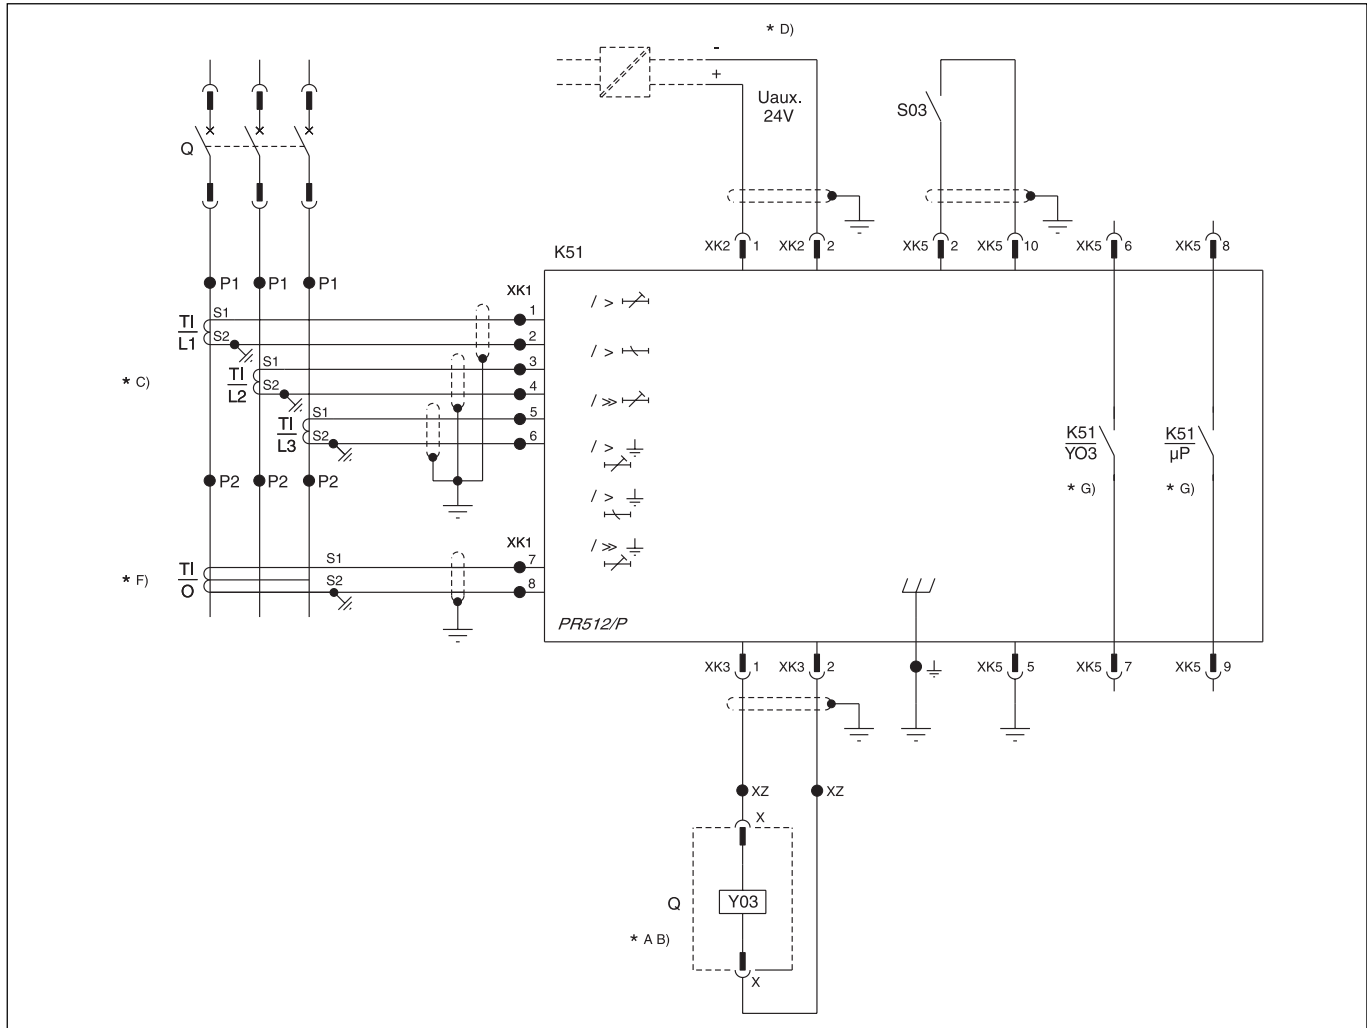 * D)
-
+
Uaux.
24V
S03
Q
XK2 1
XK2 2
XK5 2
XK5 10
XK5 6
XK5 8
K51
P1 P1 P1
XK1
S1
1
TI
L1
S2
2
S1
3
* C)
TI
L2
S2
4
S1
5
TI
L3
S2
6
P2 P2 P2
/ >
/ >
/ >>
/ >
/ >
/ >>
K51
YO3
* G)
K51
µP
* G)
XK1
S1
7
* F)
TI
O
S2
8
PR512/P
XK3 1
XK3 2
XK5 5
XK5 7
XK5 9
XZ
XZ
X
Q
Y03
* A B)
X